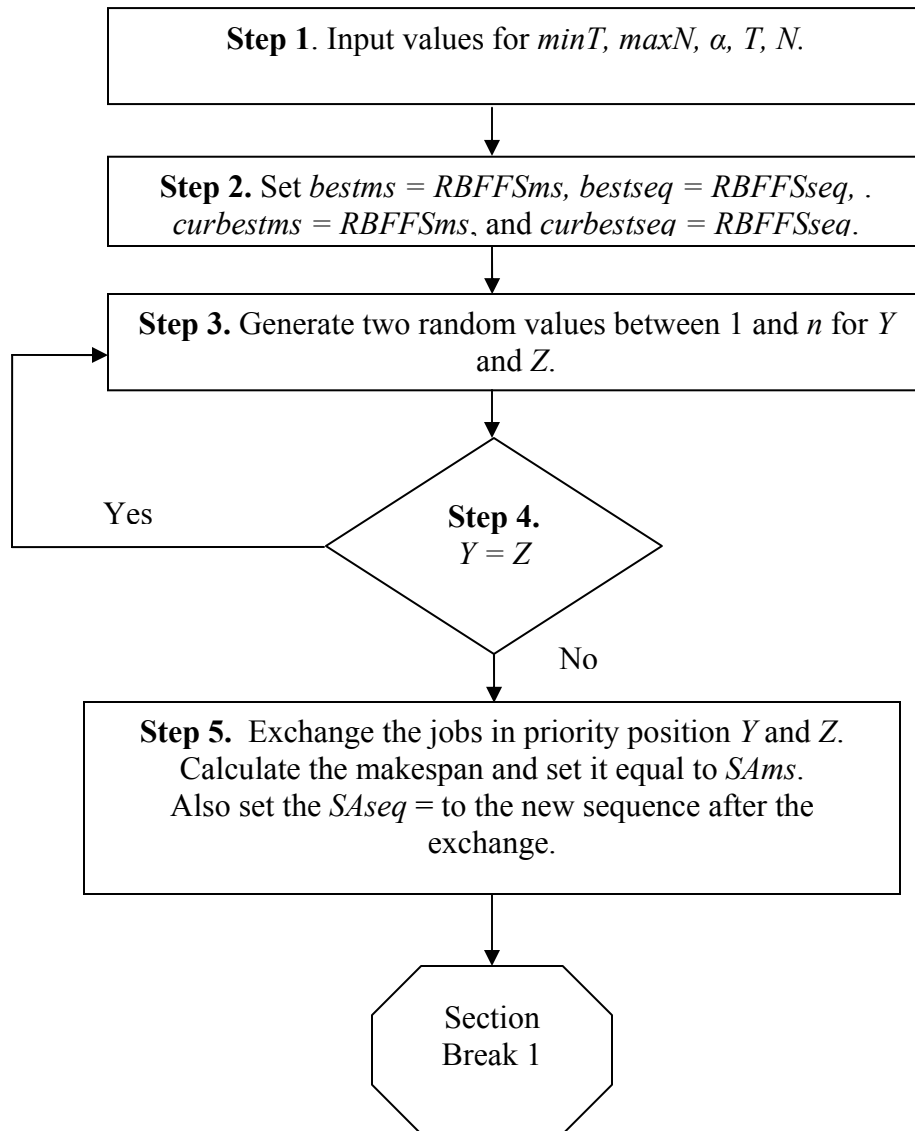 Step 1. Input values for minT, maxN, α, T, N.
Step 2. Set bestms = RBFFSms, bestseq = RBFFSseq, .
curbestms = RBFFSms, and curbestseq = RBFFSseq.
Step 3. Generate two random values between 1 and n for Y
and Z.
Yes
Step 4.
Y = Z
No
Step 5. Exchange the jobs in priority position Y and Z.
Calculate the makespan and set it equal to SAms.
Also set the SAseq = to the new sequence after the
exchange.
Section
Break 1